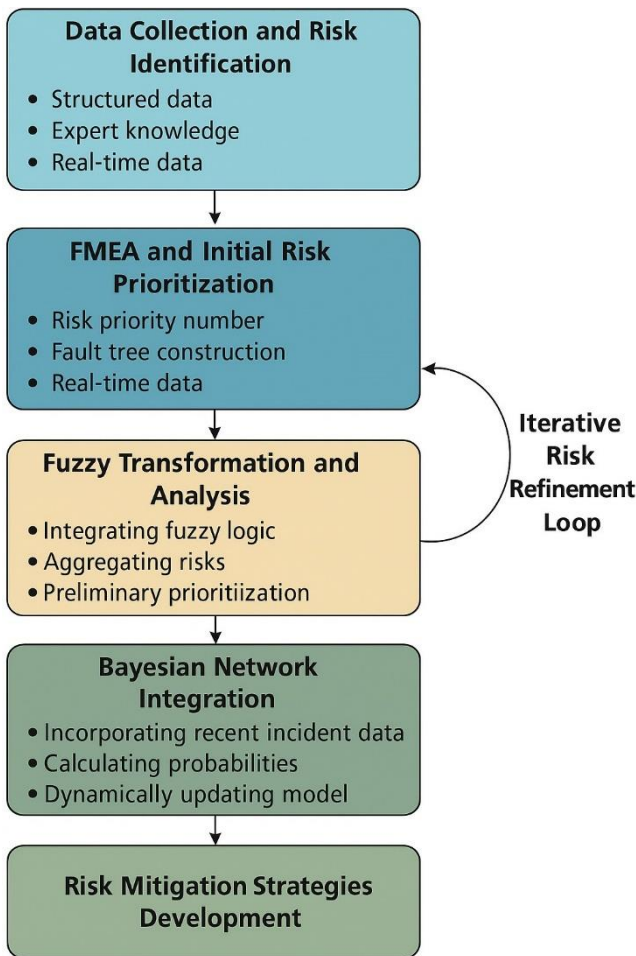 Data Collection and Risk
Identification
• Structured data
• Expert knowledge
• Real-time data
FMEA and Initial Risk
Prioritization
• Risk priority number
• Fault tree construction
• Real-time data
Iterative
Risk
Refinement
Loop
Fuzzy Transformation and
Analysis
• Integrating fuzzy logic
• Aggregating risks
• Preliminary prioritiization
Bayesian Network
Integration
• Incorporating recent incident data
• Calculating probabilities
• Dynamically updating model
Risk Mitigation Strategies
Development